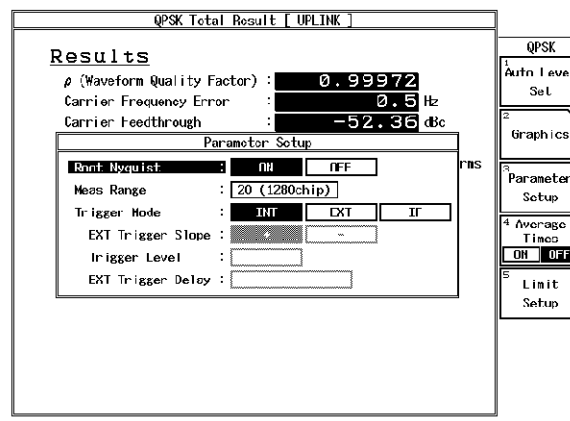 QPSK Total Result [ UPLINK ]
Results
ρ (Waveform Quality Factor) : 0.99972
Carrier Frequency Error : 0.5 Hz
Carrier Feedthrough : -52.36 dBc
rms
Parameter Setup
Root Nyquist : ON OFF
Meas Range : 20 (1280chip)
Trigger Mode : INT EXT IF
EXT Trigger Slope : + -
Trigger Level :
EXT Trigger Delay :
QPSK
1
Auto Leve
Set
2
Graphics
3
Parameter
Setup
4 Average
Times
ON OFF
5
Limit
Setup